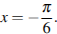 x = −π/6.